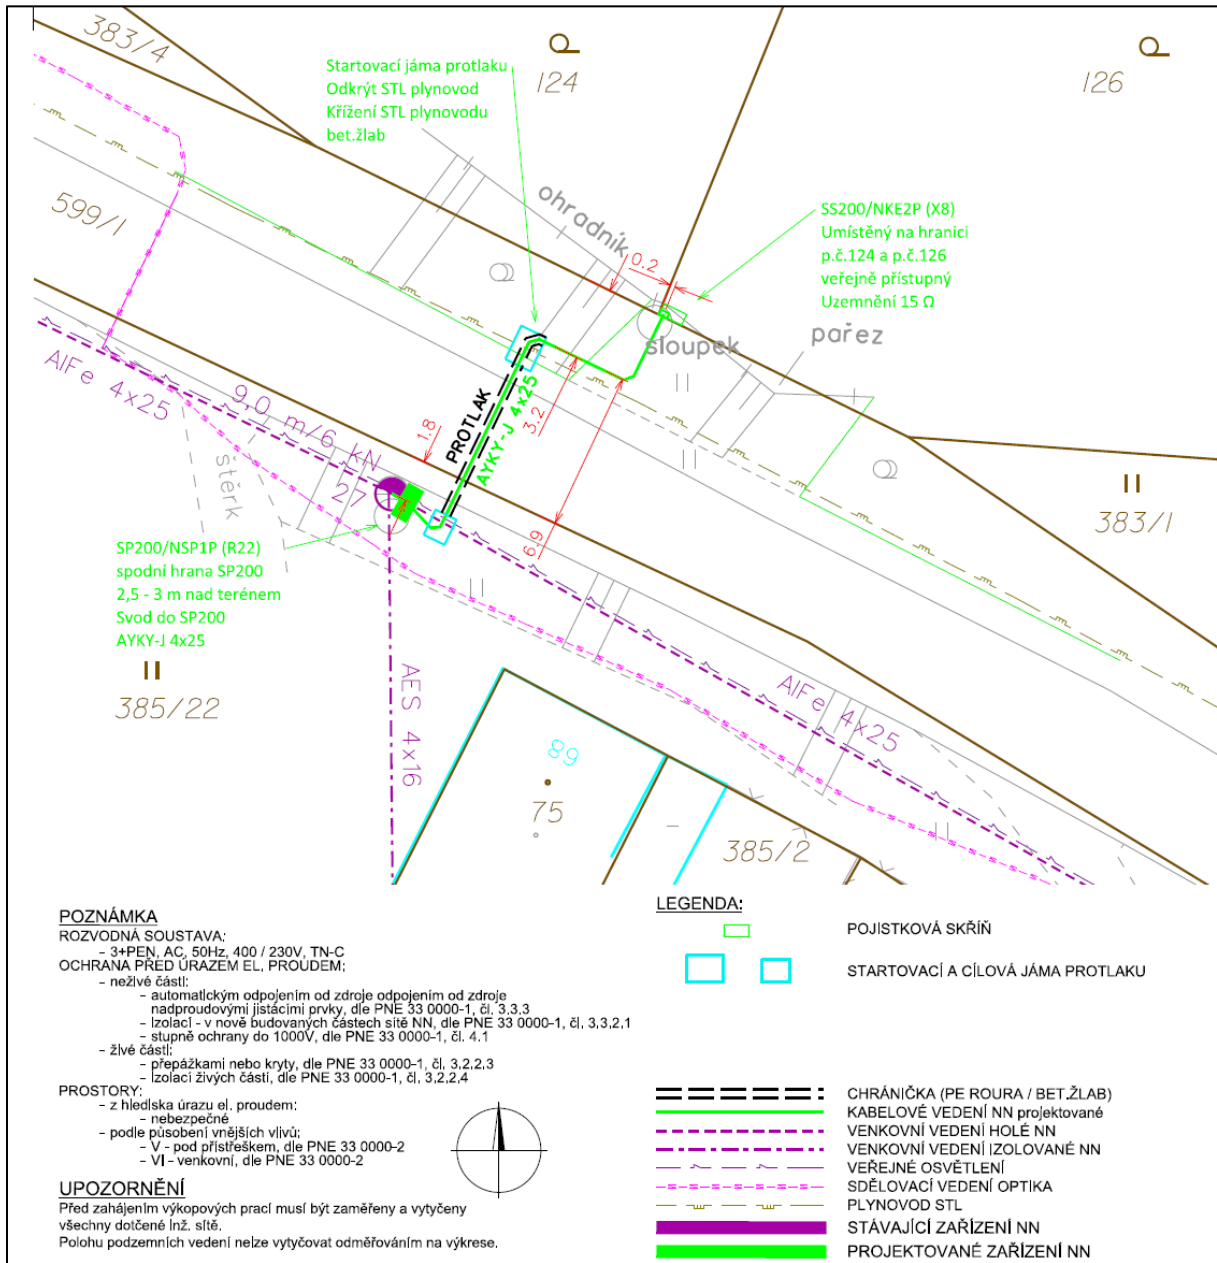 383/4
124
126
Startovací jáma protlaku
Odkrýt STL plynovod
Křížení STL plynovodu
bet.žlab
599/1
ohradník
0.2
SS200/NKE2P (X8)
Umístěný na hranici
p.č.124 a p.č.126
veřejně přístupný
Uzemnění 15 Ω
sloupek
pařez
AlFe 4x25
9,0 m/6 kN
27
štěrk
1.8
PROTLAK
AYKY-J 4x25
3.2
6.9
383/1
SP200/NSP1P (R22)
spodní hrana SP200
2,5 - 3 m nad terénem
Svod do SP200
AYKY-J 4x25
385/22
AES 4x16
AlFe 4x25
89
75
385/2
POZNÁMKA
ROZVODNÁ SOUSTAVA:
- 3+PEN, AC, 50Hz, 400 / 230V, TN-C
OCHRANA PŘED ÚRAZEM EL. PROUDEM:
- neživé části:
- automatickým odpojením od zdroje odpojením od zdroje
nadproudovými jistácími prvky, dle PNE 33 0000-1, čl. 3.3.3
- Izolací - v nově budovaných částech sítě NN, dle PNE 33 0000-1, čl. 3.3.2.1
- stupně ochrany do 1000V, dle PNE 33 0000-1, čl. 4.1
- živé části:
- přepážkami nebo kryty, dle PNE 33 0000-1, čl. 3.2.2.3
- Izolací živých částí, dle PNE 33 0000-1, čl. 3.2.2.4
PROSTORY:
- z hlediska úrazu el. proudem:
- nebezpečné
- podle působení vnějších vlivů:
- V - pod přístřeškem, dle PNE 33 0000-2
- VI - venkovní, dle PNE 33 0000-2
UPOZORNĚNÍ
Před zahájením výkopových prací musí být zaměřeny a vytyčeny
všechny dotčené Inž. sítě.
Polohu podzemních vedení nelze vytyčovat odměřováním na výkrese.
LEGENDA:
POJISTKOVÁ SKŘÍŇ
STARTOVACÍ A CÍLOVÁ JÁMA PROTLAKU
CHRÁNIČKA (PE ROURA / BET.ŽLAB)
KABELOVÉ VEDENÍ NN projektované
VENKOVNÍ VEDENÍ HOLÉ NN
VENKOVNÍ VEDENÍ IZOLOVANÉ NN
VEŘEJNÉ OSVĚTLENÍ
SDĚLOVACÍ VEDENÍ OPTIKA
PLYNOVOD STL
STÁVAJÍCÍ ZAŘÍZENÍ NN
PROJEKTOVANÉ ZAŘÍZENÍ NN